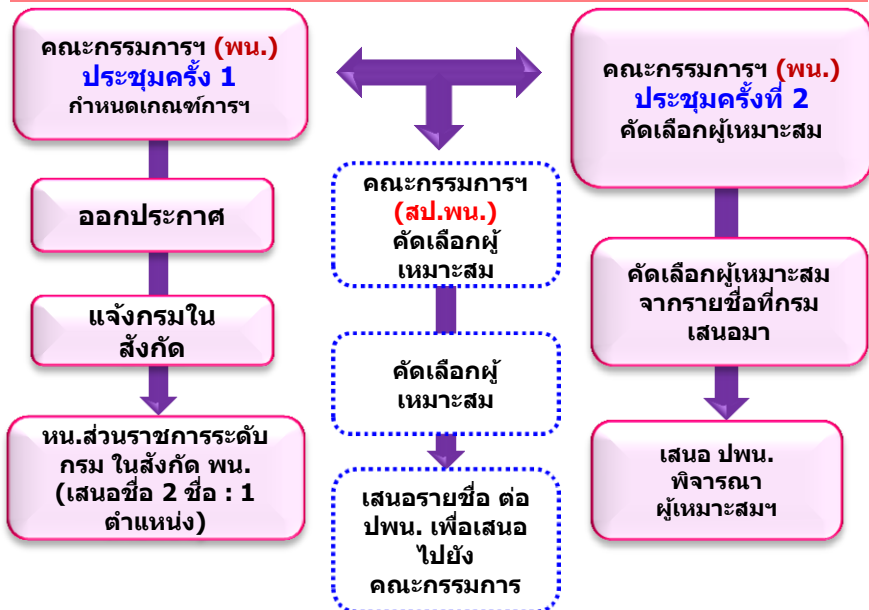 คณะกรรมการฯ (พน.)
ประชุมครั้ง 1
กำหนดเกณฑ์การฯ
ออกประกาศ
แจ้งกรมใน
สังกัด
หน.ส่วนราชการระดับ
กรม ในสังกัด พน.
(เสนอชื่อ 2 ชื่อ : 1
ตำแหน่ง)
คณะกรรมการฯ
(สป.พน.)
คัดเลือกผู้
เหมาะสม
คัดเลือกผู้
เหมาะสม
เสนอรายชื่อ ต่อ
ปพน. เพื่อเสนอ
ไปยัง
คณะกรรมการ
คณะกรรมการฯ (พน.)
ประชุมครั้งที่ 2
คัดเลือกผู้เหมาะสม
คัดเลือกผู้เหมาะสม
จากรายชื่อที่กรม
เสนอมา
เสนอ ปพน.
พิจารณา
ผู้เหมาะสมฯ